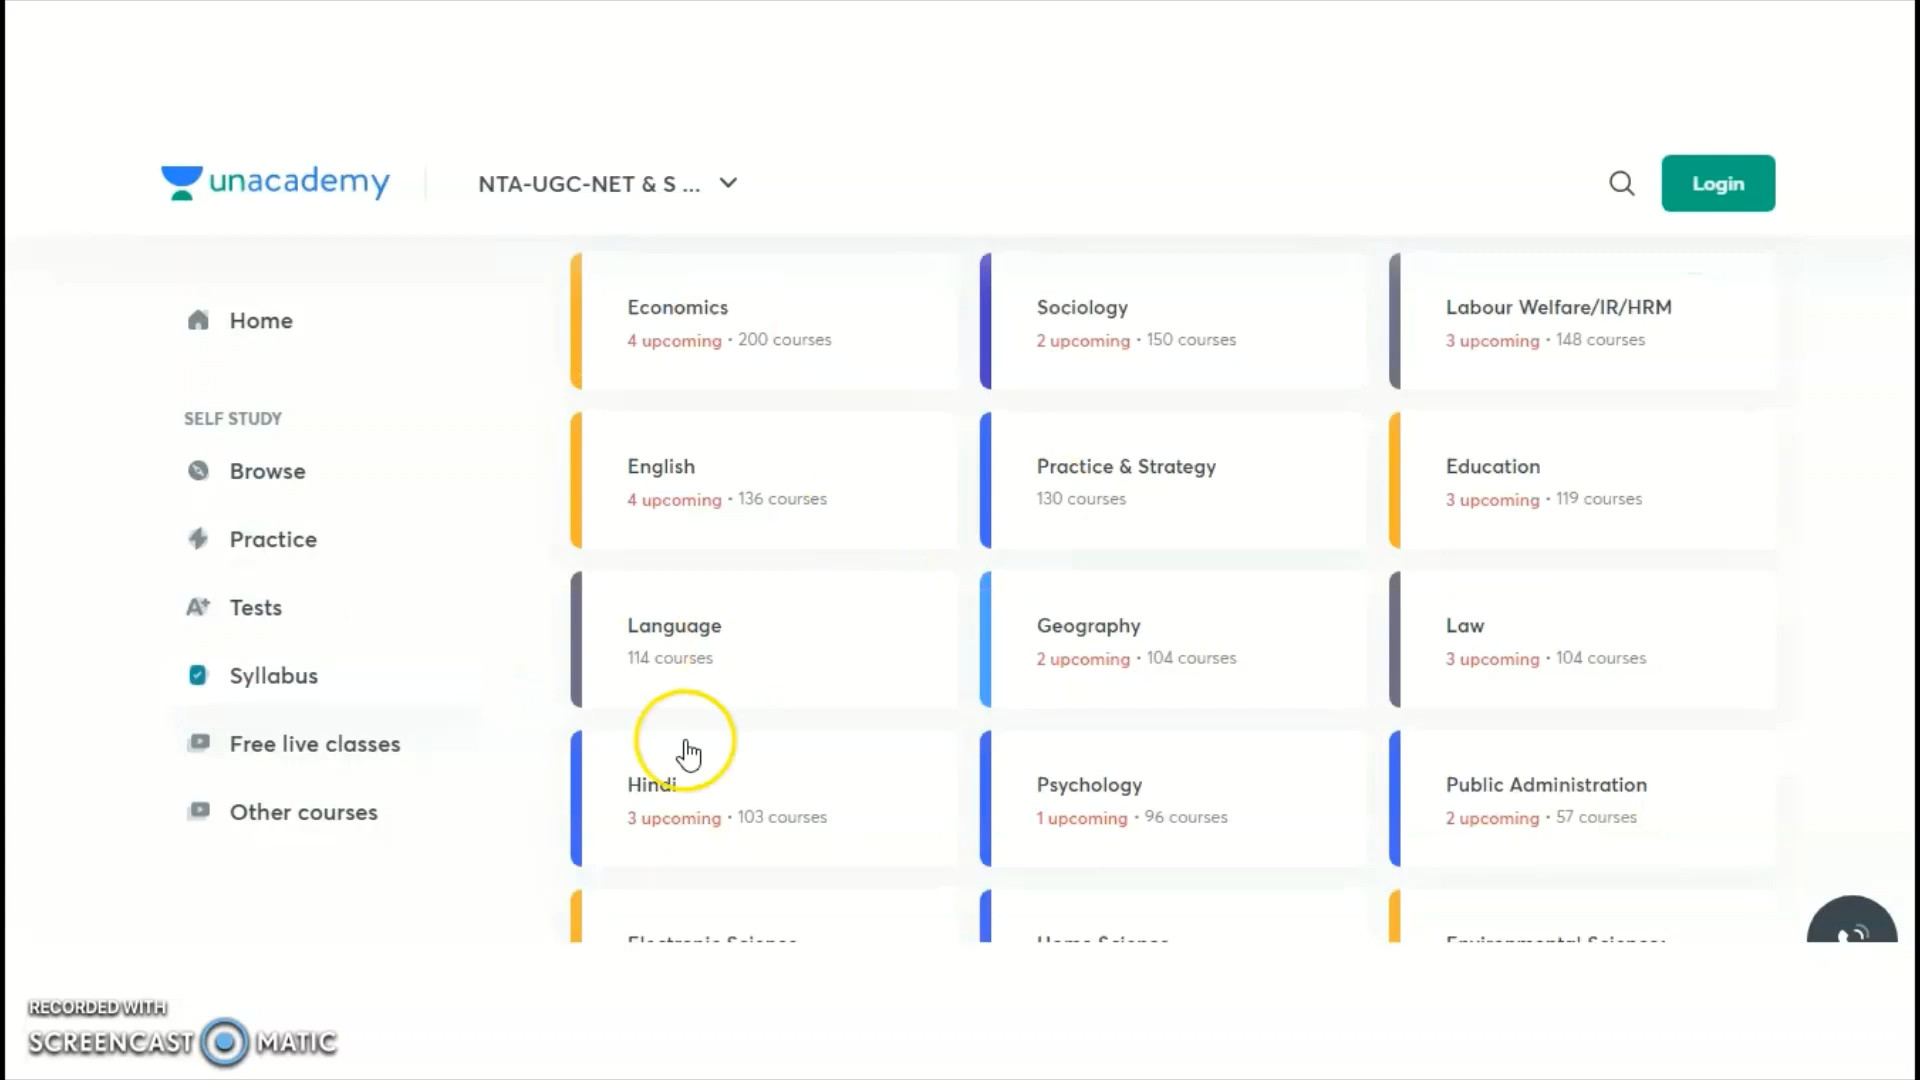 unacademy
NTA-UGC-NET & S ...
Login
Home
SELF STUDY
Browse
Practice
Tests
Syllabus
Free live classes
Other courses
Economics
4 upcoming • 200 courses
Sociology
2 upcoming • 150 courses
Labour Welfare/IR/HRM
3 upcoming • 148 courses
English
4 upcoming • 136 courses
Practice & Strategy
130 courses
Education
3 upcoming • 119 courses
Language
114 courses
Geography
2 upcoming • 104 courses
Law
3 upcoming • 104 courses
Hindi
3 upcoming • 103 courses
Psychology
1 upcoming • 96 courses
Public Administration
2 upcoming • 57 courses
Electronic Science
Home Science
RECORDED WITH
SCREENCAST MATIC